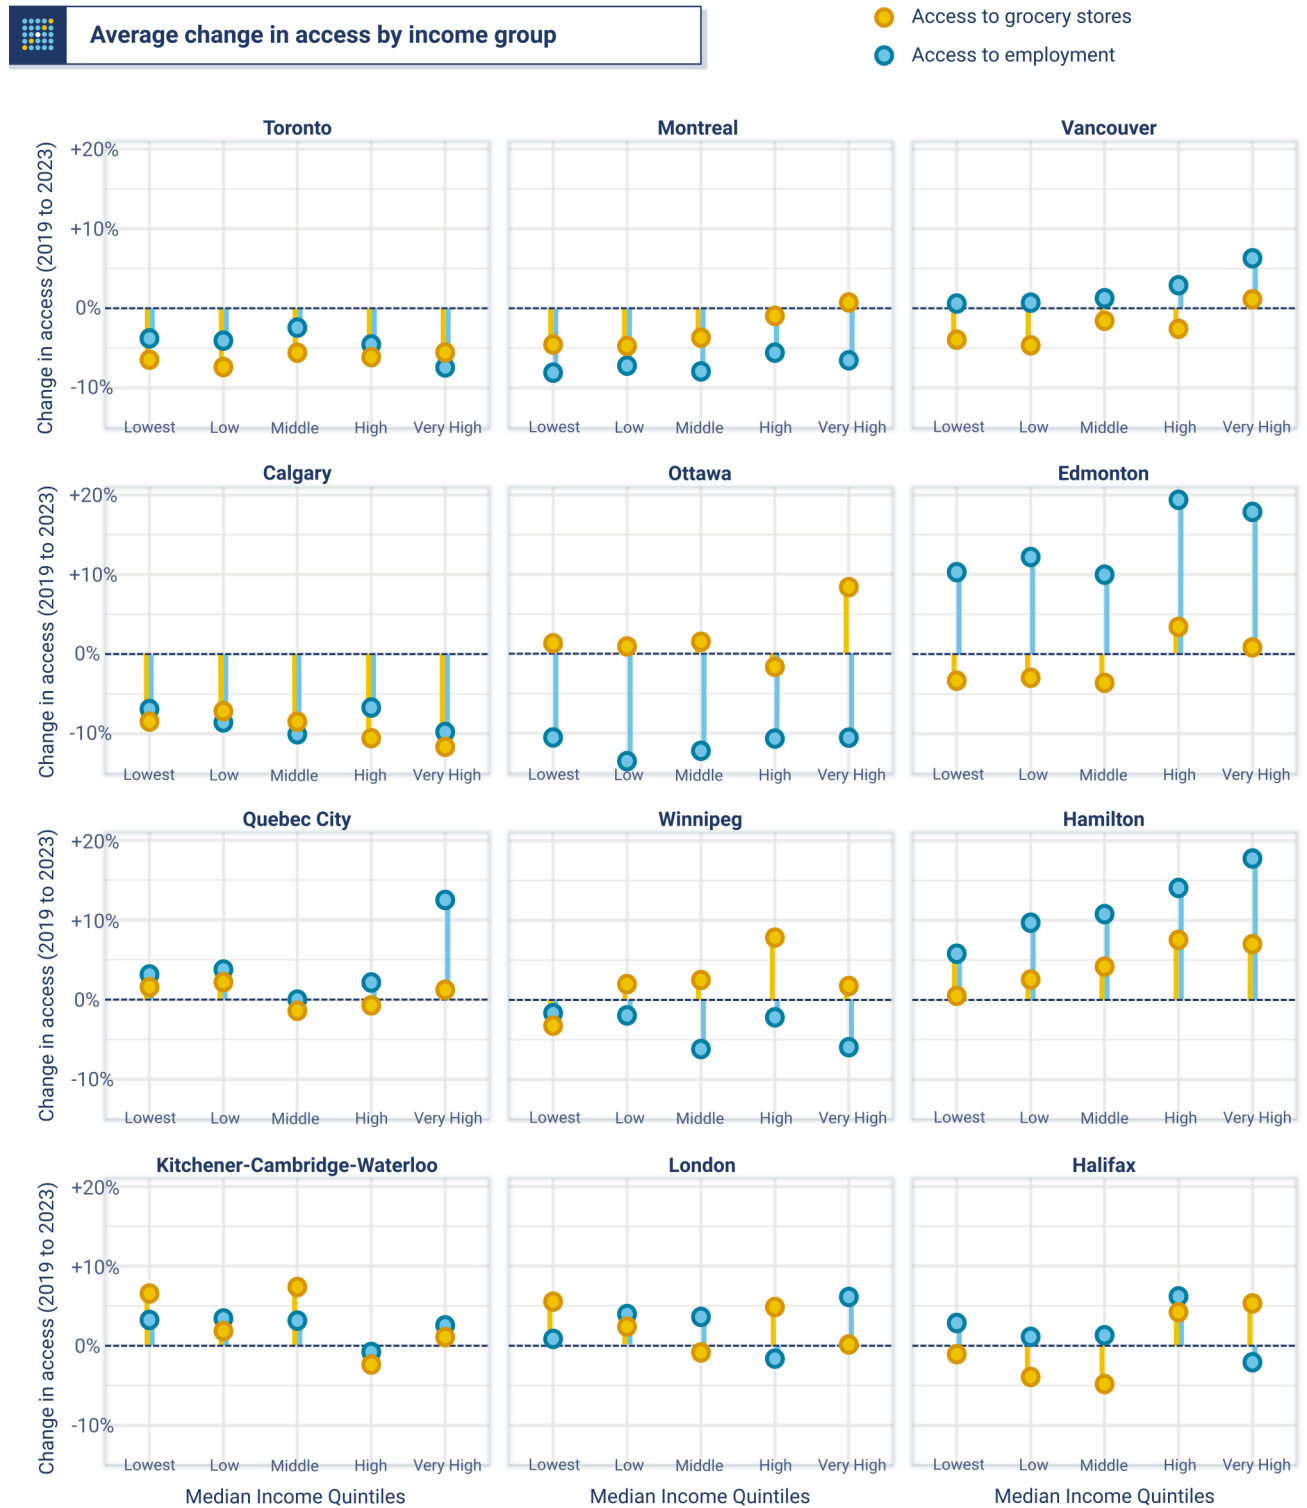 Average change in access by income group
Access to grocery stores
Access to employment
Toronto
Montreal
Vancouver
Change in access (2019 to 2023)
+20%
+10%
0%
-10%
Lowest Low Middle High Very High
Lowest Low Middle High Very High
Lowest Low Middle High Very High
Calgary
Ottawa
Edmonton
Change in access (2019 to 2023)
+20%
+10%
0%
-10%
Lowest Low Middle High Very High
Lowest Low Middle High Very High
Lowest Low Middle High Very High
Quebec City
Winnipeg
Hamilton
Change in access (2019 to 2023)
+20%
+10%
0%
-10%
Lowest Low Middle High Very High
Lowest Low Middle High Very High
Lowest Low Middle High Very High
Kitchener-Cambridge-Waterloo
London
Halifax
Change in access (2019 to 2023)
+20%
+10%
0%
-10%
Lowest Low Middle High Very High
Lowest Low Middle High Very High
Lowest Low Middle High Very High
Median Income Quintiles
Median Income Quintiles
Median Income Quintiles